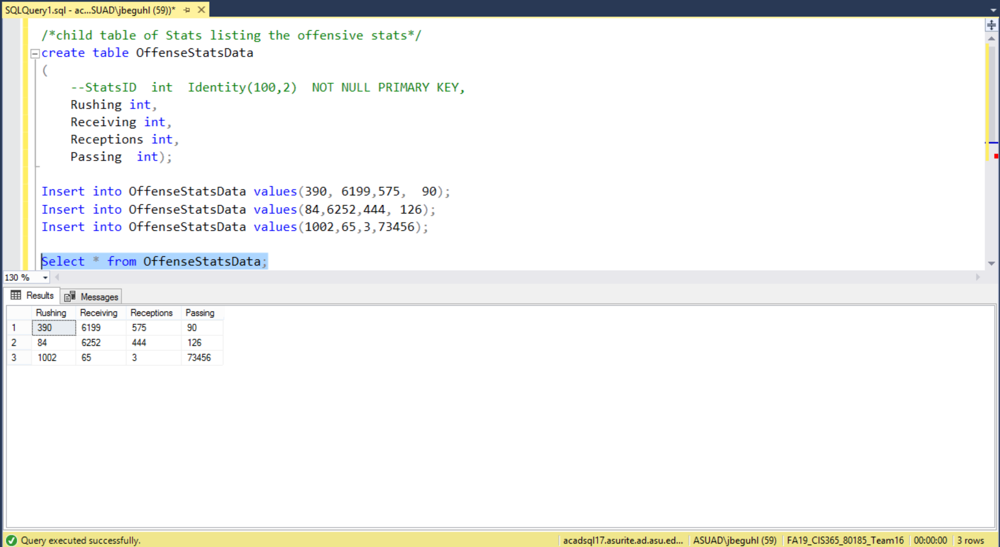 SQLQuery1.sql - ac...SUAD\jbeguhl (59))*
/*child table of Stats listing the offensive stats*/
create table OffenseStatsData
(
--StatsID  int  Identity(100,2)  NOT NULL PRIMARY KEY,
Rushing int,
Receiving int,
Receptions int,
Passing  int);
Insert into OffenseStatsData values(390, 6199,575,  90);
Insert into OffenseStatsData values(84,6252,444, 126);
Insert into OffenseStatsData values(1002,65,3,73456);
Select * from OffenseStatsData;
130 %
Results Messages
Rushing Receiving Receptions Passing
1 390 6199 575 90
2 84 6252 444 126
3 1002 65 3 73456
Query executed successfully. acadsql17.asurite.ad.asu.ed... ASUAD\jbeguhl (59) FA19_CIS365_80185_Team16 00:00:00 3 rows